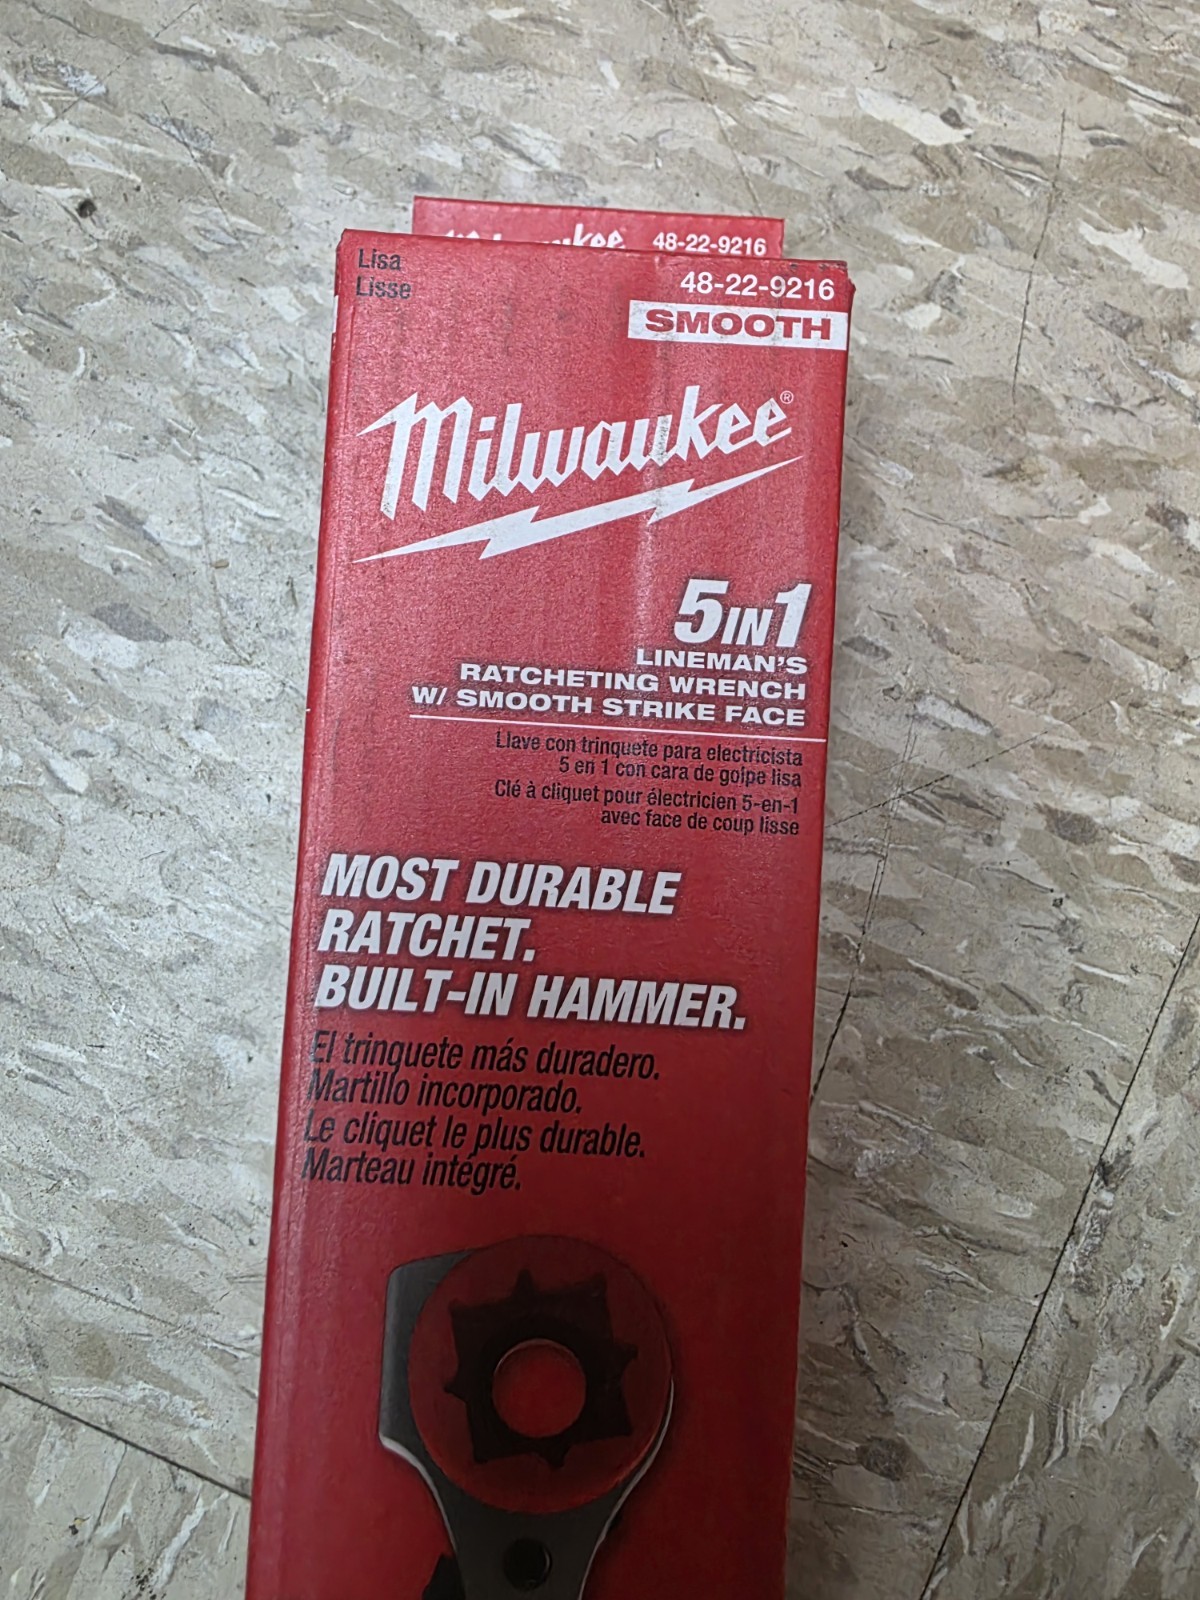 48-22-9216
Lisa
Lisse
48-22-9216
SMOOTH
Milwaukee®
5IN1
LINEMAN'S
RATCHETING WRENCH
W/ SMOOTH STRIKE FACE
Llave con trinquete para electricista
5 en 1 con cara de golpe lisa
Clé à cliquet pour électricien 5-en-1
avec face de coup lisse
MOST DURABLE
RATCHET.
BUILT-IN HAMMER.
El trinquete más duradero.
Martillo incorporado.
Le cliquet le plus durable.
Marteau intégré.